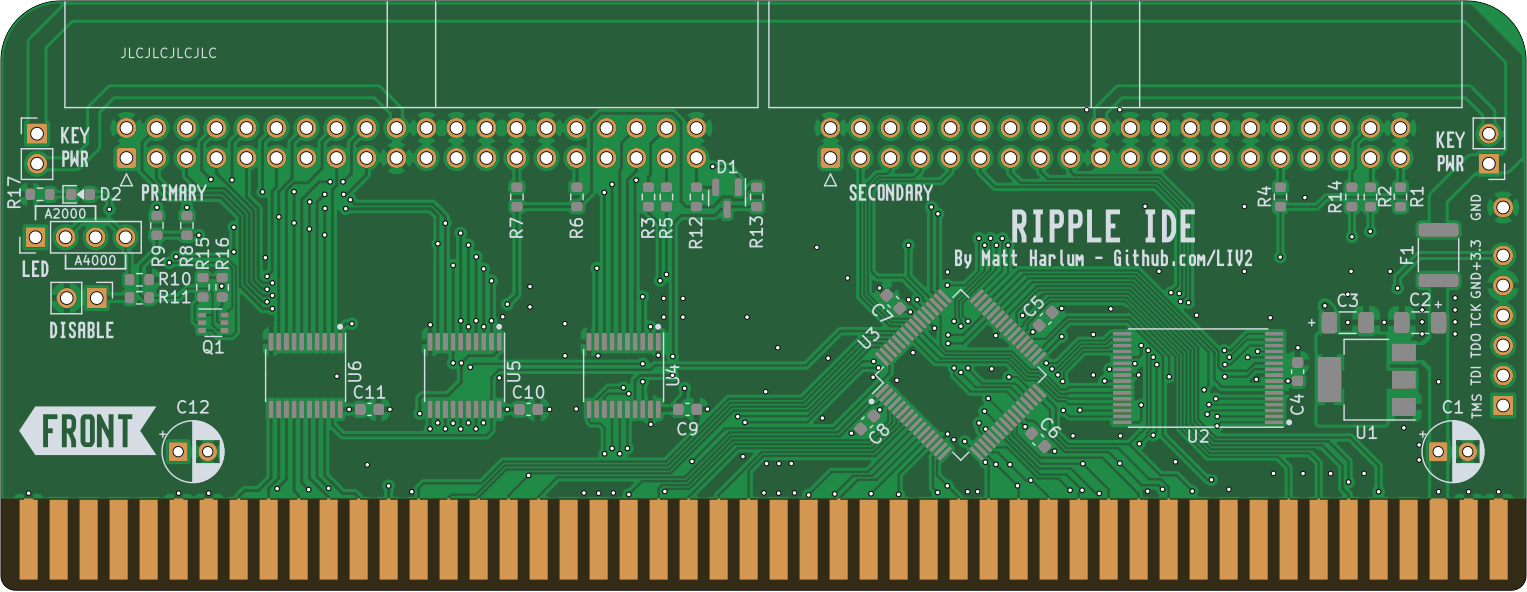 JLCJLCJLCJLC
KEY
PWR
KEY
PWR
R17
D2
PRIMARY
SECONDARY
D1
A2000
R9
R8
R15
R16
R7
R6
R3
R5
R12
R13
R4
R14
R2
R1
GND
RIPPLE IDE
By Matt Harlum - Github.com/LIV2
LED
A4000
R10
R11
DISABLE
Q1
F1
+3.3
GND
TCK
TDO
TDI
TMS
C7
C5
C3
C2
+
+
U3
U6
U5
U4
C11
C10
C9
C8
C6
C4
U2
U1
C12
+
C1
+
FRONT